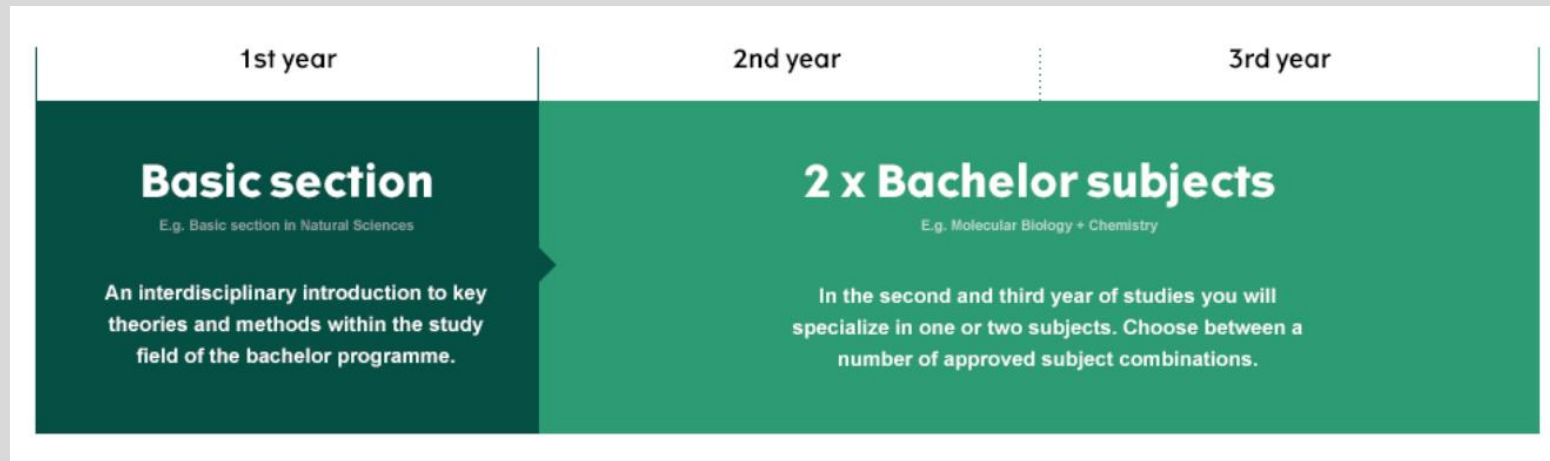 1st year
2nd year
3rd year
Basic section
E.g. Basic section in Natural Sciences
An interdisciplinary introduction to key
theories and methods within the study
field of the bachelor programme.
2 x Bachelor subjects
E.g. Molecular Biology + Chemistry
In the second and third year of studies you will
specialize in one or two subjects. Choose between a
number of approved subject combinations.